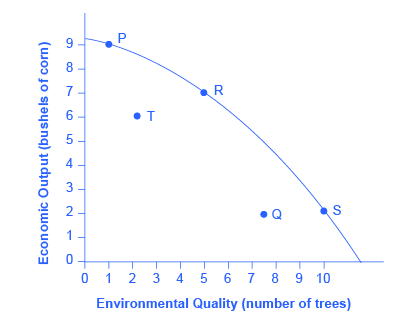 Economic Output (bushels of corn)
9
8
7
6
5
4
3
2
1
0
P
R
T
Q
S
0 1 2 3 4 5 6 7 8 9 10
Environmental Quality (number of trees)